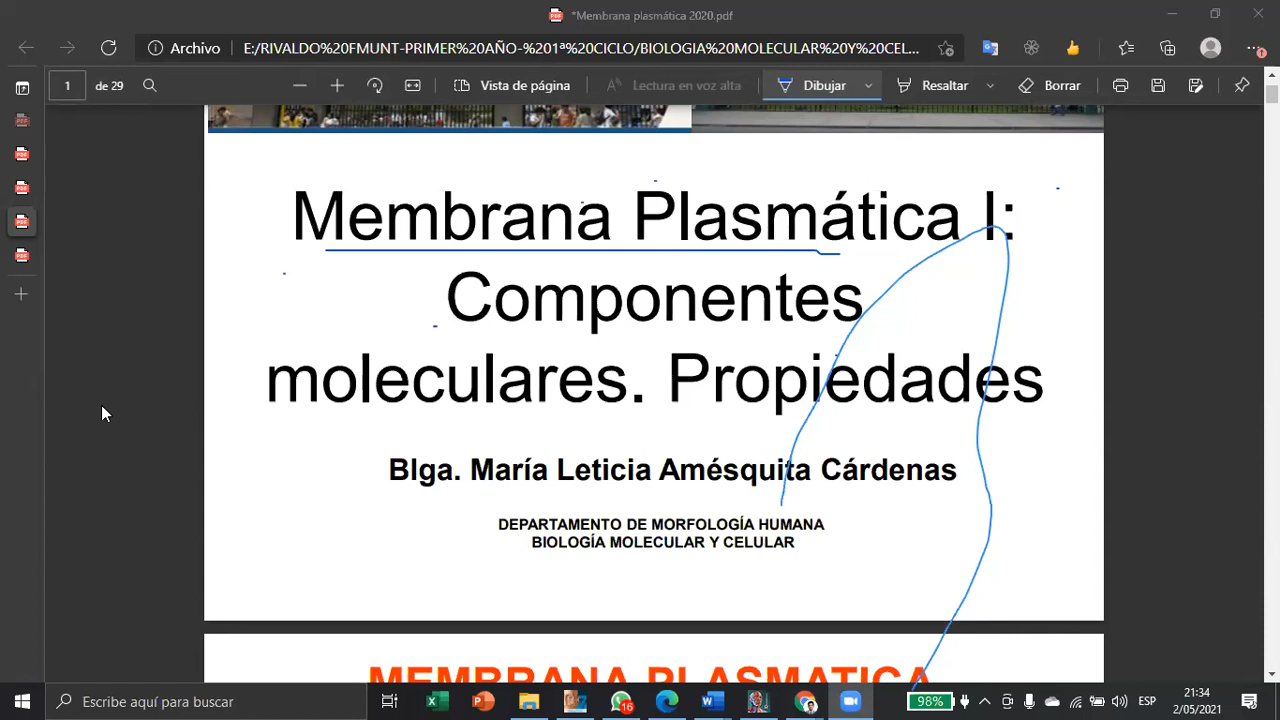 *Membrana plasmática 2020.pdf
Archivo
E:/RIVALDO%20FMUNT-PRIMER%20AÑO-%201ª%20CICLO/BIOLOGIA%20MOLECULAR%20Y%20CEL...
1
de 29
Vista de página
Lectura en voz alta
Dibujar
Resaltar
Borrar
Membrana Plasmática I:
Componentes
moleculares. Propiedades
Blga. María Leticia Amésquita Cárdenas
DEPARTAMENTO DE MORFOLOGÍA HUMANA
BIOLOGÍA MOLECULAR Y CELULAR
MEMBRANA PLASMATICA
Escribe aquí para buscar.
16
98%
ESP
21:34
2/05/2021